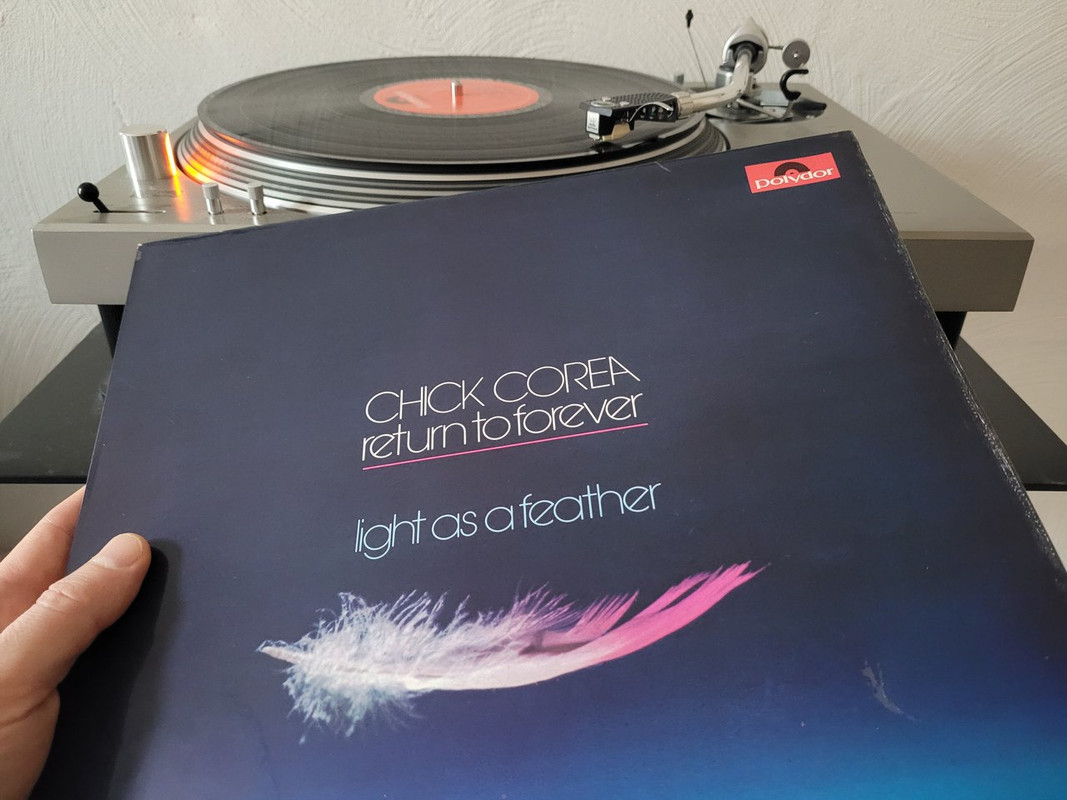 polydor
CHICK COREA
return to forever
light as a feather